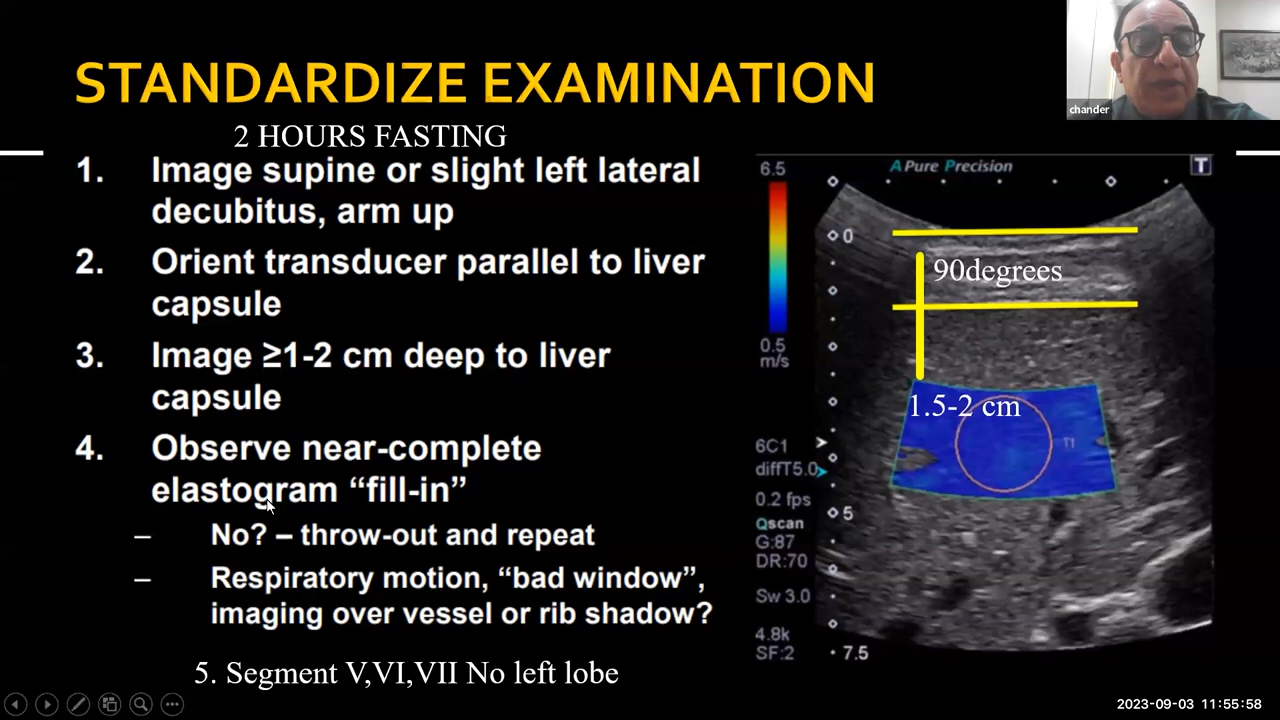 STANDARDIZE EXAMINATION
chander
2 HOURS FASTING
1. Image supine or slight left lateral
decubitus, arm up
2. Orient transducer parallel to liver
capsule
3. Image ≥1-2 cm deep to liver
capsule
4. Observe near-complete
elastogram “fill-in”
– No? – throw-out and repeat
– Respiratory motion, “bad window”,
imaging over vessel or rib shadow?
5. Segment V,VI,VII No left lobe
6.5
A Pure Precision
T
0
90degrees
0.5
m/s
1.5-2 cm
T1
6C1
diffT5.0
0.2 fps
5
Qscan
G:87
DR:70
Sw 3.0
4.8k
SF:2
7.5
2023-09-03 11:55:58